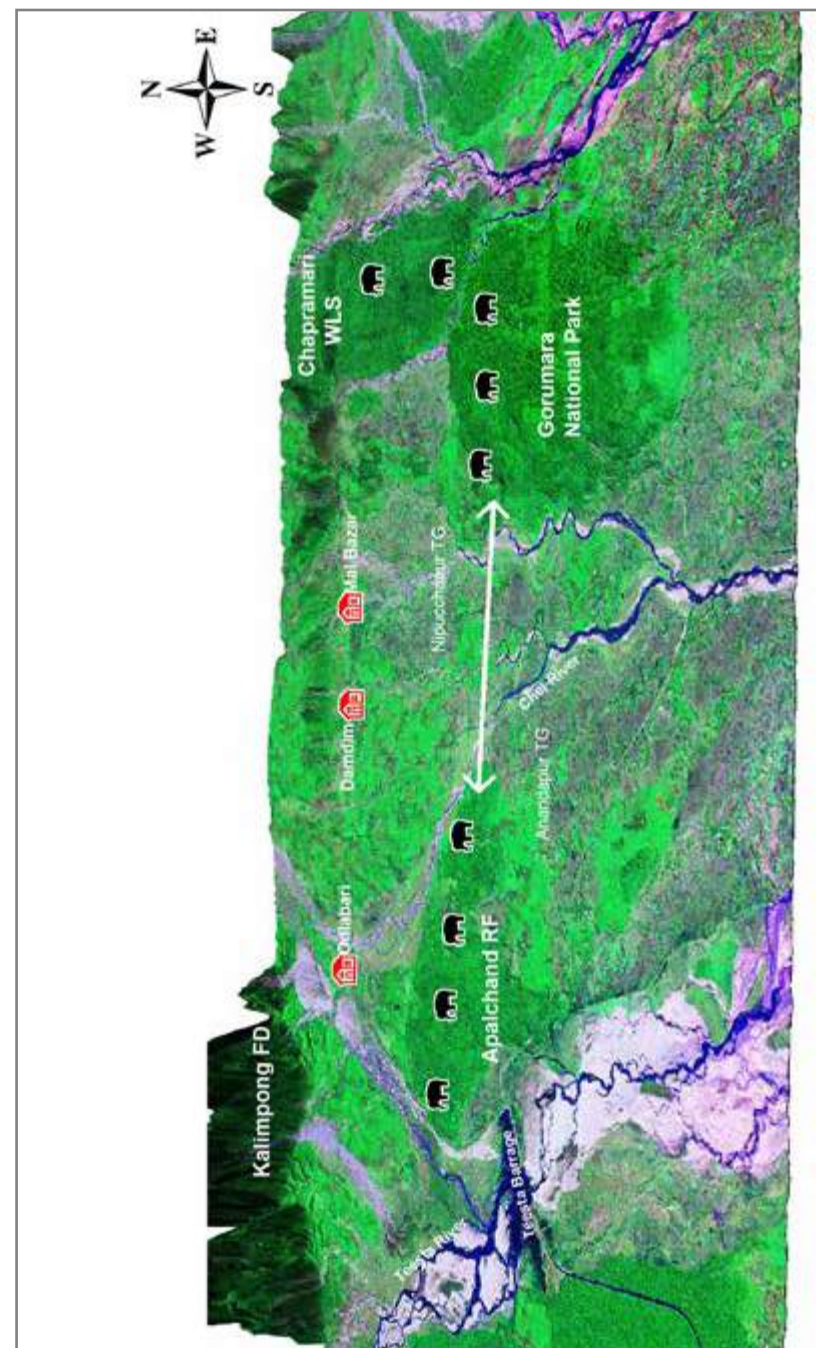 N
E
W
S
Chapramari
WLS
Gorumara
National Park
Mal Bazar
Nipucchapur TG
Damdim
Chel River
Anandapur TG
Odlabari
Apalchand RF
Kalimpong FD
Teesta Barrage
Teesta River